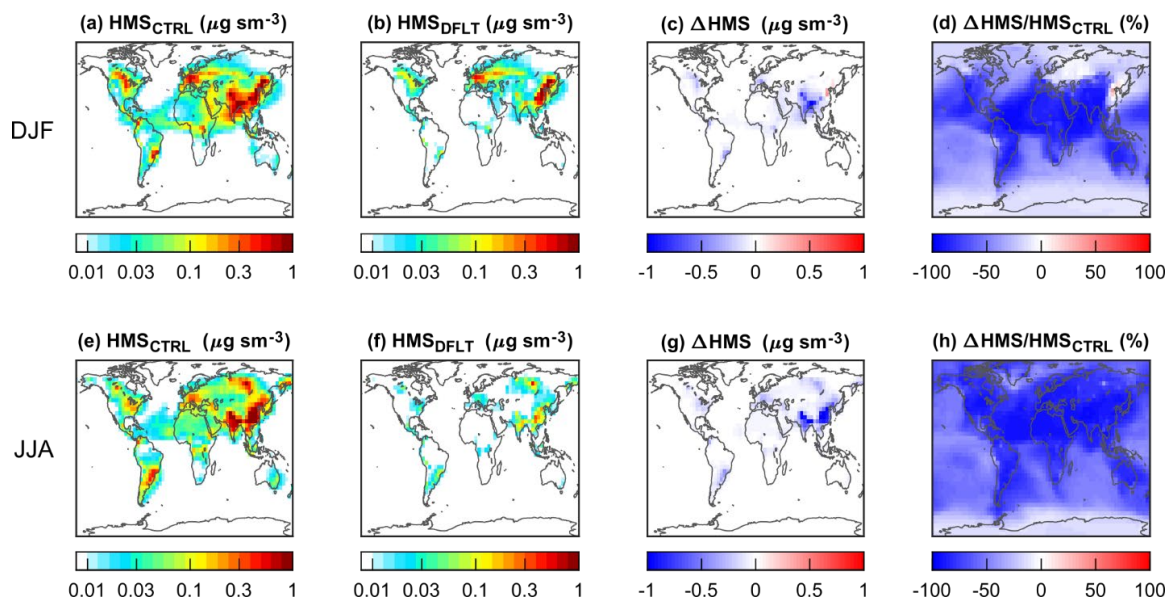 (a) HMS_CTRL (μg sm⁻³) (b) HMS_DFLT (μg sm⁻³) (c) ΔHMS (μg sm⁻³) (d) ΔHMS/HMS_CTRL (%)
DJF
0.01 0.03 0.1 0.3 1 0.01 0.03 0.1 0.3 1 -1 -0.5 0 0.5 1 -100 -50 0 50 100
(e) HMS_CTRL (μg sm⁻³) (f) HMS_DFLT (μg sm⁻³) (g) ΔHMS (μg sm⁻³) (h) ΔHMS/HMS_CTRL (%)
JJA
0.01 0.03 0.1 0.3 1 0.01 0.03 0.1 0.3 1 -1 -0.5 0 0.5 1 -100 -50 0 50 100